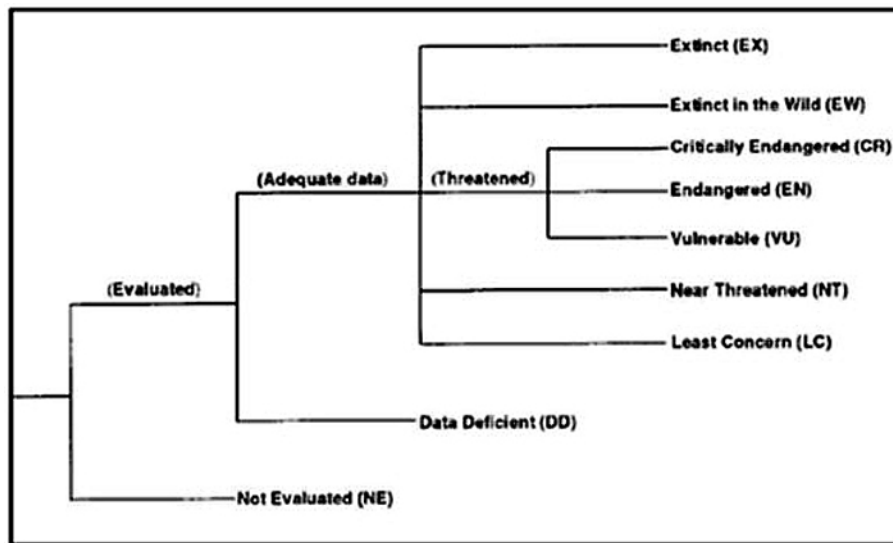 Extinct (EX)
Extinct in the Wild (EW)
Critically Endangered (CR)
(Adequate data)
(Threatened)
Endangered (EN)
Vulnerable (VU)
(Evaluated)
Near Threatened (NT)
Least Concern (LC)
Data Deficient (DD)
Not Evaluated (NE)